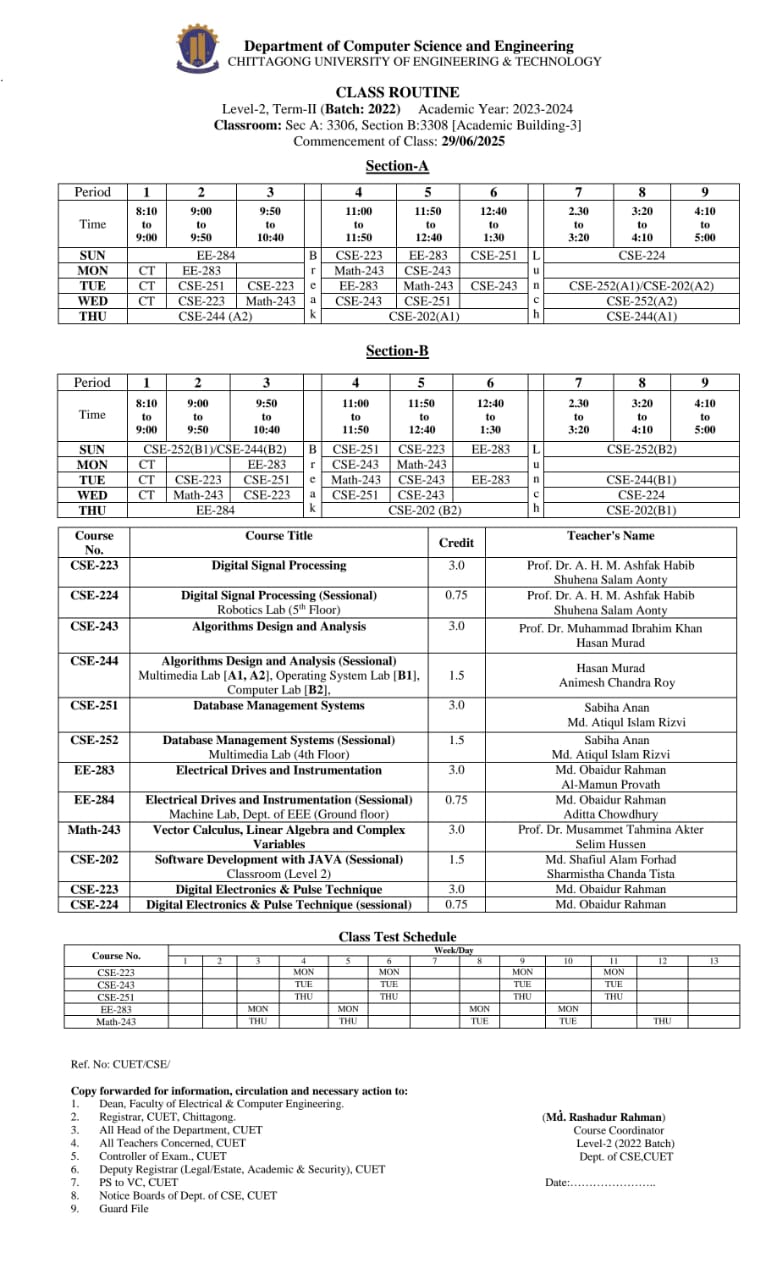 Department of Computer Science and Engineering
CHITTAGONG UNIVERSITY OF ENGINEERING & TECHNOLOGY
CLASS ROUTINE
Level-2, Term-II (Batch: 2022) Academic Year: 2023-2024
Classroom: Sec A: 3306, Section B:3308 [Academic Building-3]
Commencement of Class: 29/06/2025
Section-A
Period 1 2 3 4 5 6 7 8 9
Time 8:10 to 9:00 9:00 to 9:50 9:50 to 10:40 11:00 to 11:50 11:50 to 12:40 12:40 to 1:30 2.30 to 3:20 3:20 to 4:10 4:10 to 5:00
SUN EE-284 B CSE-223 EE-283 CSE-251 L CSE-224
MON CT EE-283 r Math-243 CSE-243 u
TUE CT CSE-251 CSE-223 e EE-283 Math-243 CSE-243 n CSE-252(A1)/CSE-202(A2)
WED CT CSE-223 Math-243 a CSE-243 CSE-251 c CSE-252(A2)
THU CSE-244 (A2) k CSE-202(A1) h CSE-244(A1)
Section-B
Period 1 2 3 4 5 6 7 8 9
Time 8:10 to 9:00 9:00 to 9:50 9:50 to 10:40 11:00 to 11:50 11:50 to 12:40 12:40 to 1:30 2.30 to 3:20 3:20 to 4:10 4:10 to 5:00
SUN CSE-252(B1)/CSE-244(B2) B CSE-251 CSE-223 EE-283 L CSE-252(B2)
MON CT EE-283 r CSE-243 Math-243 u
TUE CT CSE-223 CSE-251 e Math-243 CSE-243 EE-283 n CSE-244(B1)
WED CT Math-243 CSE-223 a CSE-251 CSE-243 c CSE-224
THU EE-284 k CSE-202 (B2) h CSE-202(B1)
Course No. Course Title Credit Teacher's Name
CSE-223 Digital Signal Processing 3.0 Prof. Dr. A. H. M. Ashfak Habib
Shuhena Salam Aonty
CSE-224 Digital Signal Processing (Sessional) 0.75 Prof. Dr. A. H. M. Ashfak Habib
Robotics Lab (5th Floor) Shuhena Salam Aonty
CSE-243 Algorithms Design and Analysis 3.0 Prof. Dr. Muhammad Ibrahim Khan
Hasan Murad
CSE-244 Algorithms Design and Analysis (Sessional)
Multimedia Lab [A1, A2], Operating System Lab [B1], 1.5 Hasan Murad
Computer Lab [B2], Animesh Chandra Roy
CSE-251 Database Management Systems 3.0 Sabiha Anan
Md. Atiqul Islam Rizvi
CSE-252 Database Management Systems (Sessional) 1.5 Sabiha Anan
Multimedia Lab (4th Floor) Md. Atiqul Islam Rizvi
EE-283 Electrical Drives and Instrumentation 3.0 Md. Obaidur Rahman
Al-Mamun Provath
EE-284 Electrical Drives and Instrumentation (Sessional) 0.75 Md. Obaidur Rahman
Machine Lab, Dept. of EEE (Ground floor) Aditta Chowdhury
Math-243 Vector Calculus, Linear Algebra and Complex 3.0 Prof. Dr. Musammet Tahmina Akter
Variables Selim Hussen
CSE-202 Software Development with JAVA (Sessional) 1.5 Md. Shafiul Alam Forhad
Classroom (Level 2) Sharmistha Chanda Tista
CSE-223 Digital Electronics & Pulse Technique 3.0 Md. Obaidur Rahman
CSE-224 Digital Electronics & Pulse Technique (sessional) 0.75 Md. Obaidur Rahman
Class Test Schedule
Course No. Week/Day
1 2 3 4 5 6 7 8 9 10 11 12 13
CSE-223 MON MON MON MON
CSE-243 TUE TUE TUE TUE
CSE-251 THU THU THU THU
EE-283 MON MON MON MON
Math-243 THU THU TUE TUE THU
Ref. No: CUET/CSE/
Copy forwarded for information, circulation and necessary action to:
1. Dean, Faculty of Electrical & Computer Engineering.
2. Registrar, CUET, Chittagong.
3. All Head of the Department, CUET
4. All Teachers Concerned, CUET
5. Controller of Exam., CUET
6. Deputy Registrar (Legal/Estate, Academic & Security), CUET
7. PS to VC, CUET
8. Notice Boards of Dept. of CSE, CUET
9. Guard File
(Md. Rashadur Rahman)
Course Coordinator
Level-2 (2022 Batch)
Dept. of CSE,CUET
Date:…………………..